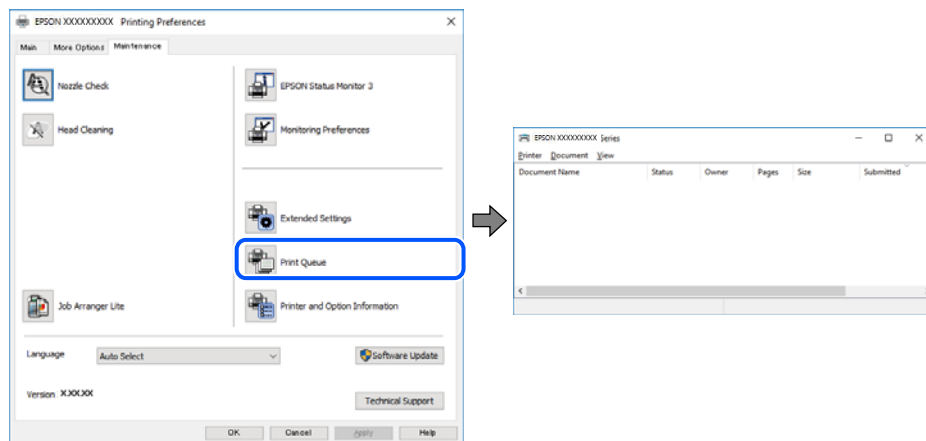 EPSON XXXXXXXXX Printing Preferences
Main More Options Maintenance
Nozzle Check
EPSON Status Monitor 3
Head Cleaning
Monitoring Preferences
Extended Settings
Print Queue
Job Arranger Lite
Printer and Option Information
Language Auto Select Software Update
Version X.XX.XX
Technical Support
OK Cancel Apply Help
EPSON XXXXXXXXX Series
Printer Document View
Document Name Status Owner Pages Size Submitted